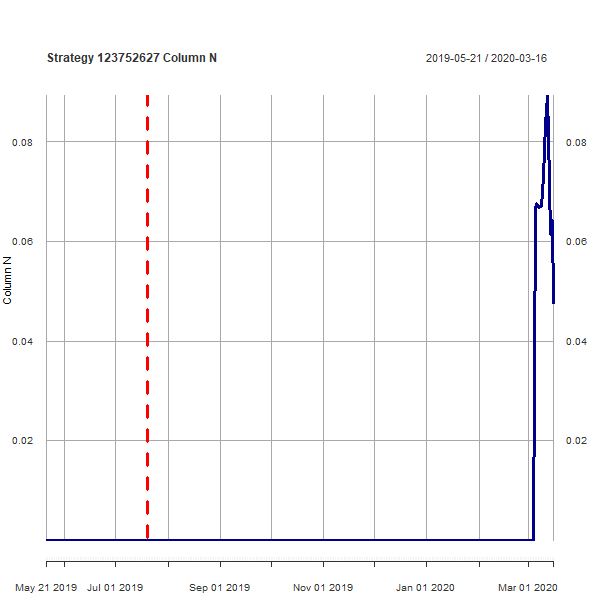 Strategy 123752627 Column N
2019-05-21 / 2020-03-16
0.08
0.08
0.06
0.06
Column N
0.04
0.04
0.02
0.02
May 21 2019
Jul 01 2019
Sep 01 2019
Nov 01 2019
Jan 01 2020
Mar 01 2020